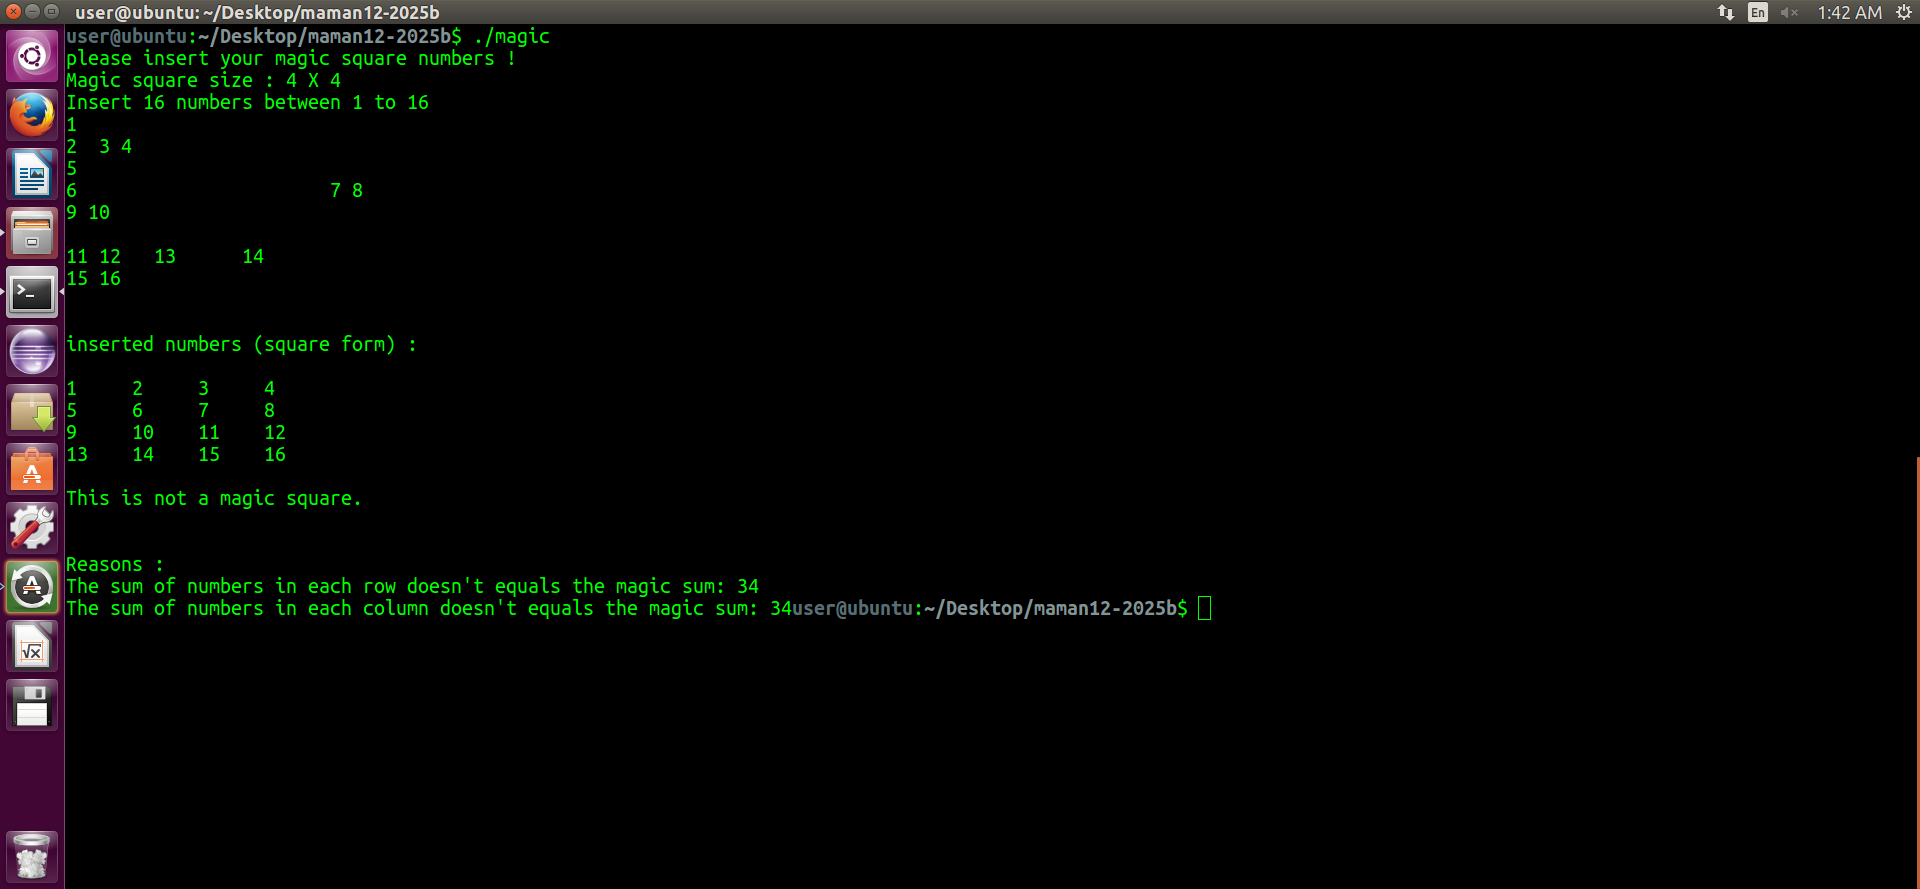 user@ubuntu: ~/Desktop/maman12-2025b
En
1:42 AM
user@ubuntu:~/Desktop/maman12-2025b$ ./magic
please insert your magic square numbers !
Magic square size : 4 X 4
Insert 16 numbers between 1 to 16
1
2  3 4
5
6                       7 8
9 10
11 12   13      14
15 16
inserted numbers (square form) :
1     2     3     4
5     6     7     8
9     10    11    12
13    14    15    16
This is not a magic square.
Reasons :
The sum of numbers in each row doesn't equals the magic sum: 34
The sum of numbers in each column doesn't equals the magic sum: 34user@ubuntu:~/Desktop/maman12-2025b$